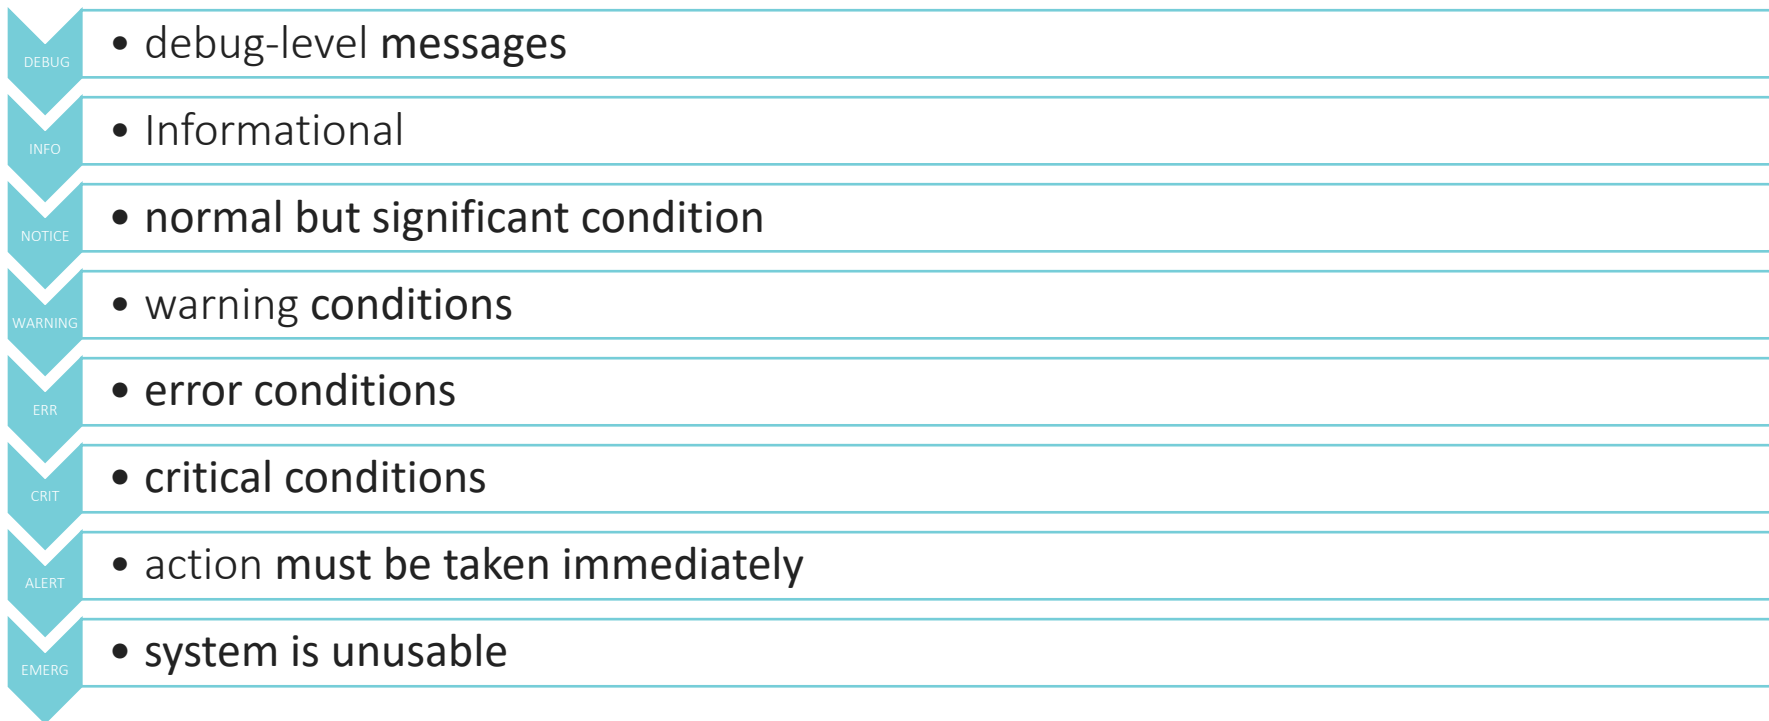 DEBUG
• debug-level messages
INFO
• Informational
NOTICE
• normal but significant condition
WARNING
• warning conditions
ERR
• error conditions
CRIT
• critical conditions
ALERT
• action must be taken immediately
EMERG
• system is unusable